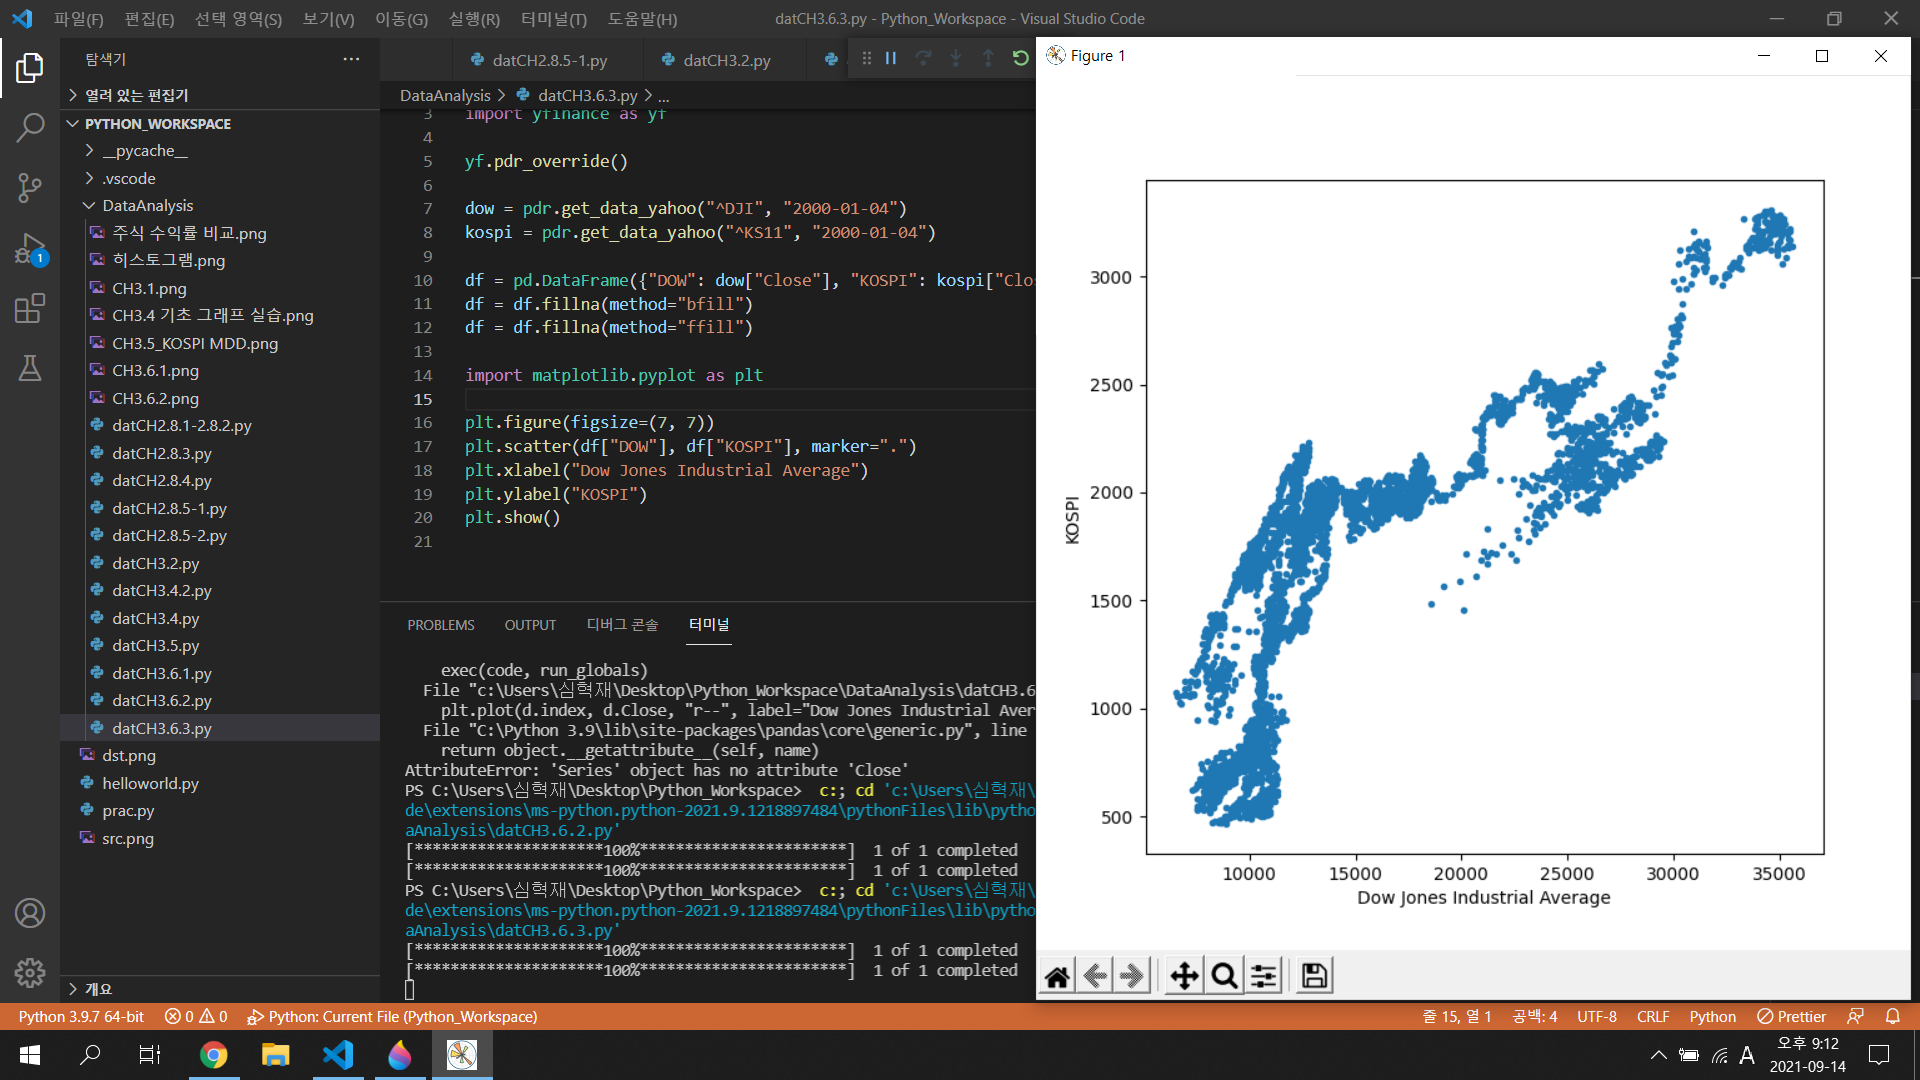 파일(F) 편집(E) 선택 영역(S) 보기(V) 이동(G) 실행(R) 터미널(T) 도움말(H)
datCH3.6.3.py - Python_Workspace - Visual Studio Code
탐색기
열려 있는 편집기
PYTHON_WORKSPACE
__pycache__
.vscode
DataAnalysis
주식 수익률 비교.png
히스토그램.png
CH3.1.png
CH3.4 기초 그래프 실습.png
CH3.5_KOSPI MDD.png
CH3.6.1.png
CH3.6.2.png
datCH2.8.1-2.8.2.py
datCH2.8.3.py
datCH2.8.4.py
datCH2.8.5-1.py
datCH2.8.5-2.py
datCH3.2.py
datCH3.4.2.py
datCH3.4.py
datCH3.5.py
datCH3.6.1.py
datCH3.6.2.py
datCH3.6.3.py
dst.png
helloworld.py
prac.py
src.png
개요
1
datCH2.8.5-1.py
datCH3.2.py
DataAnalysis > datCH3.6.3.py > ...
3 import yfinance as yf
4
5 yf.pdr_override()
6
7 dow = pdr.get_data_yahoo("^DJI", "2000-01-04")
8 kospi = pdr.get_data_yahoo("^KS11", "2000-01-04")
9
10 df = pd.DataFrame({"DOW": dow["Close"], "KOSPI": kospi["Clo
11 df = df.fillna(method="bfill")
12 df = df.fillna(method="ffill")
13
14 import matplotlib.pyplot as plt
15
16 plt.figure(figsize=(7, 7))
17 plt.scatter(df["DOW"], df["KOSPI"], marker=".")
18 plt.xlabel("Dow Jones Industrial Average")
19 plt.ylabel("KOSPI")
20 plt.show()
21
PROBLEMS OUTPUT 디버그 콘솔 터미널
exec(code, run_globals)
File "c:\Users\심혁재\Desktop\Python_Workspace\DataAnalysis\datCH3.6
plt.plot(d.index, d.Close, "r--", label="Dow Jones Industrial Aver
File "C:\Python 3.9\lib\site-packages\pandas\core\generic.py", line
return object.__getattribute__(self, name)
AttributeError: 'Series' object has no attribute 'Close'
PS C:\Users\심혁재\Desktop\Python_Workspace>  c:; cd 'c:\Users\심혁재\
de\extensions\ms-python.python-2021.9.1218897484\pythonFiles\lib\pytho
aAnalysis\datCH3.6.2.py'
[*********************100%***********************]  1 of 1 completed
[*********************100%***********************]  1 of 1 completed
PS C:\Users\심혁재\Desktop\Python_Workspace>  c:; cd 'c:\Users\심혁재\
de\extensions\ms-python.python-2021.9.1218897484\pythonFiles\lib\pytho
aAnalysis\datCH3.6.3.py'
[*********************100%***********************]  1 of 1 completed
[*********************100%***********************]  1 of 1 completed
Figure 1
3000
2500
2000
1500
1000
500
KOSPI
10000 15000 20000 25000 30000 35000
Dow Jones Industrial Average
Python 3.9.7 64-bit 0 0 Python: Current File (Python_Workspace)
줄 15, 열 1 공백: 4 UTF-8 CRLF Python Prettier
A
오후 9:12
2021-09-14